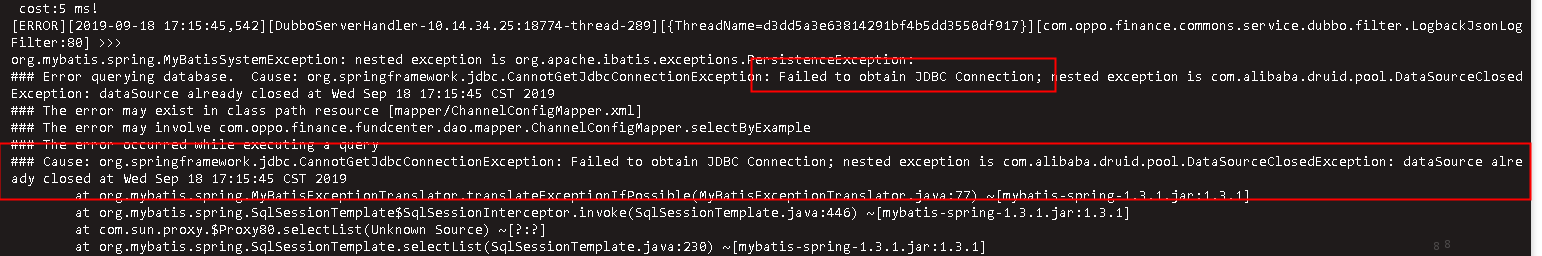 cost:5 ms!
[ERROR][2019-09-18 17:15:45,542][DubboServerHandler-10.14.34.25:18774-thread-289][{ThreadName=d3dd5a3e63814291bf4b5dd3550df917}][com.oppo.finance.commons.service.dubbo.filter.LogbackJsonLog
Filter:80] >>>
org.mybatis.spring.MyBatisSystemException: nested exception is org.apache.ibatis.exceptions.PersistenceException:
### Error querying database.  Cause: org.springframework.jdbc.CannotGetJdbcConnectionException: Failed to obtain JDBC Connection; nested exception is com.alibaba.druid.pool.DataSourceClosed
Exception: dataSource already closed at Wed Sep 18 17:15:45 CST 2019
### The error may exist in class path resource [mapper/ChannelConfigMapper.xml]
### The error may involve com.oppo.finance.fundcenter.dao.mapper.ChannelConfigMapper.selectByExample
### The error occurred while executing a query
### Cause: org.springframework.jdbc.CannotGetJdbcConnectionException: Failed to obtain JDBC Connection; nested exception is com.alibaba.druid.pool.DataSourceClosedException: dataSource alre
ady closed at Wed Sep 18 17:15:45 CST 2019
at org.mybatis.spring.MyBatisExceptionTranslator.translateExceptionIfPossible(MyBatisExceptionTranslator.java:77) ~[mybatis-spring-1.3.1.jar:1.3.1]
at org.mybatis.spring.SqlSessionTemplate$SqlSessionInterceptor.invoke(SqlSessionTemplate.java:446) ~[mybatis-spring-1.3.1.jar:1.3.1]
at com.sun.proxy.$Proxy80.selectList(Unknown Source) ~[?:?]
at org.mybatis.spring.SqlSessionTemplate.selectList(SqlSessionTemplate.java:230) ~[mybatis-spring-1.3.1.jar:1.3.1]
88